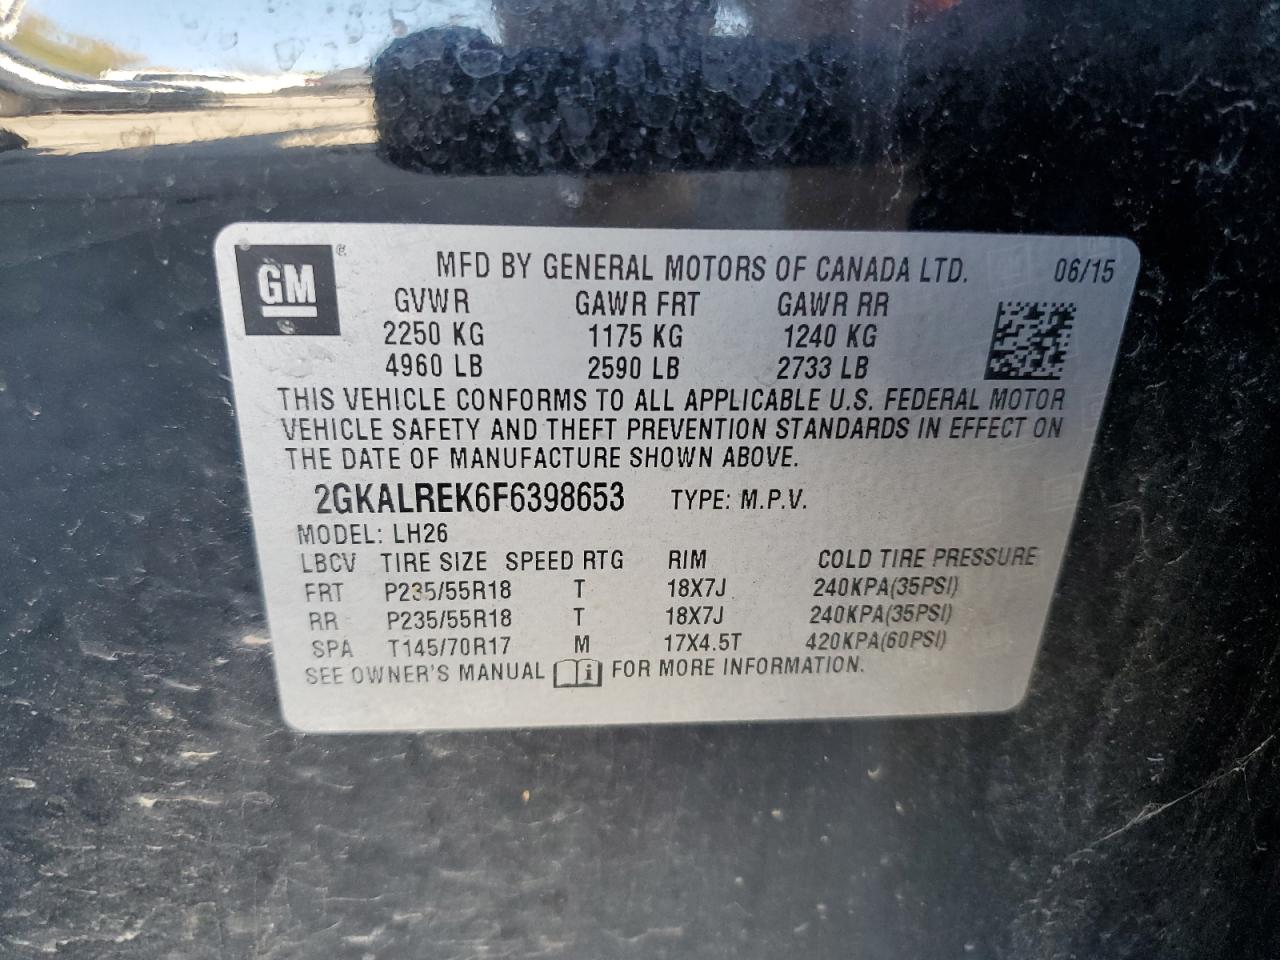 GM ® MFD BY GENERAL MOTORS OF CANADA LTD. 06/15
GVWR GAWR FRT GAWR RR
2250 KG 1175 KG 1240 KG
4960 LB 2590 LB 2733 LB
THIS VEHICLE CONFORMS TO ALL APPLICABLE U.S. FEDERAL MOTOR
VEHICLE SAFETY AND THEFT PREVENTION STANDARDS IN EFFECT ON
THE DATE OF MANUFACTURE SHOWN ABOVE.
2GKALREK6F6398653 TYPE: M.P.V.
MODEL: LH26
LBCV TIRE SIZE SPEED RTG RIM COLD TIRE PRESSURE
FRT P235/55R18 T 18X7J 240KPA(35PSI)
RR P235/55R18 T 18X7J 240KPA(35PSI)
SPA T145/70R17 M 17X4.5T 420KPA(60PSI)
SEE OWNER'S MANUAL i FOR MORE INFORMATION.